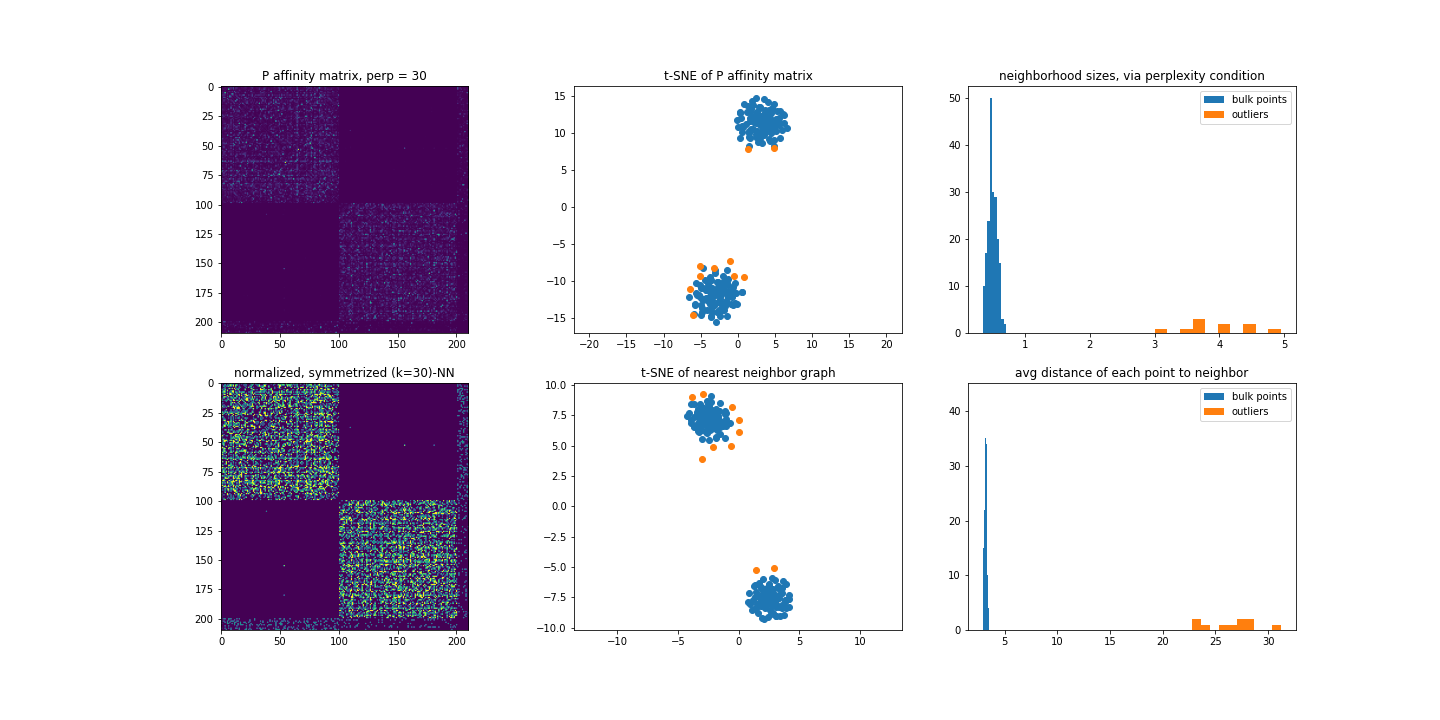 P affinity matrix, perp = 30
0
25
50
75
100
125
150
175
200
0 50 100 150 200
t-SNE of P affinity matrix
15
10
5
0
−5
−10
−15
−20 −15 −10 −5 0 5 10 15 20
neighborhood sizes, via perplexity condition
bulk points
outliers
50
40
30
20
10
0
1 2 3 4 5
normalized, symmetrized (k=30)-NN
0
25
50
75
100
125
150
175
200
0 50 100 150 200
t-SNE of nearest neighbor graph
10.0
7.5
5.0
2.5
0.0
−2.5
−5.0
−7.5
−10.0
−10 −5 0 5 10
avg distance of each point to neighbor
bulk points
outliers
40
30
20
10
0
5 10 15 20 25 30